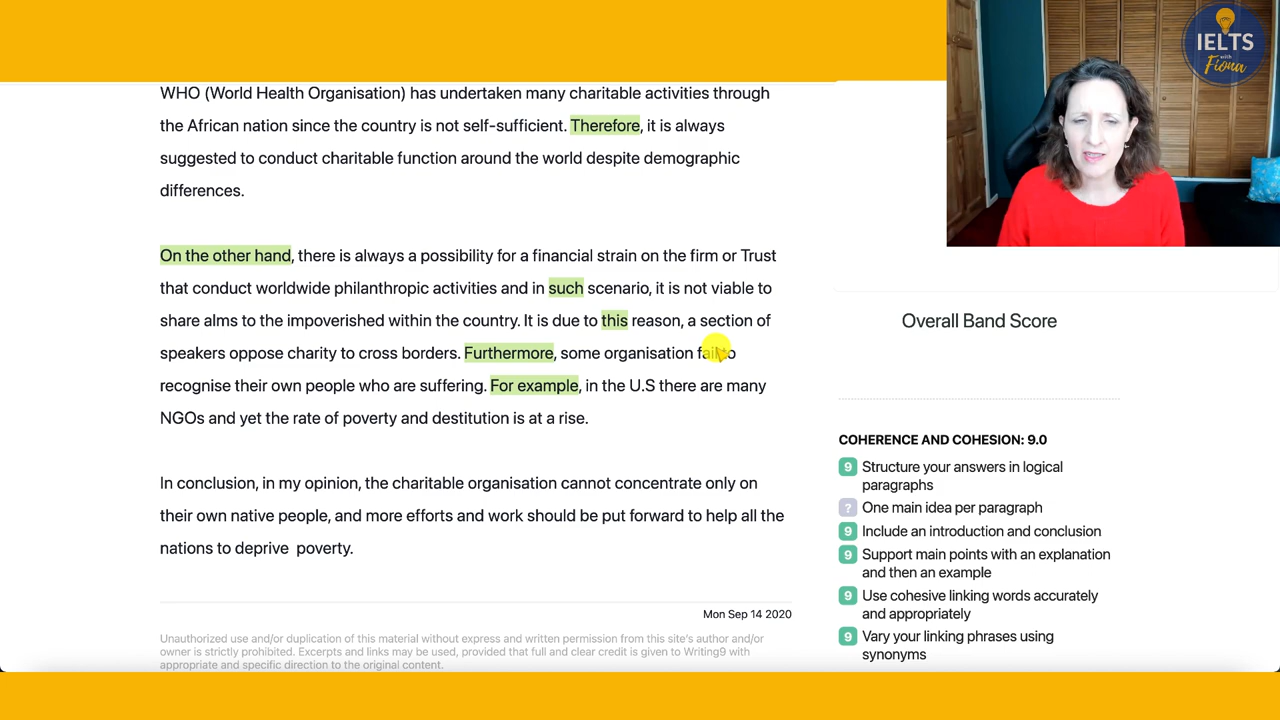 IELTS
with
Fiona
WHO (World Health Organisation) has undertaken many charitable activities through
the African nation since the country is not self-sufficient. Therefore, it is always
suggested to conduct charitable function around the world despite demographic
differences.
On the other hand, there is always a possibility for a financial strain on the firm or Trust
that conduct worldwide philanthropic activities and in such scenario, it is not viable to
share alms to the impoverished within the country. It is due to this reason, a section of
speakers oppose charity to cross borders. Furthermore, some organisation fail to
recognise their own people who are suffering. For example, in the U.S there are many
NGOs and yet the rate of poverty and destitution is at a rise.
In conclusion, in my opinion, the charitable organisation cannot concentrate only on
their own native people, and more efforts and work should be put forward to help all the
nations to deprive  poverty.
Mon Sep 14 2020
Unauthorized use and/or duplication of this material without express and written permission from this site's author and/or
owner is strictly prohibited. Excerpts and links may be used, provided that full and clear credit is given to Writing9 with
appropriate and specific direction to the original content.
Overall Band Score
COHERENCE AND COHESION: 9.0
9 Structure your answers in logical
paragraphs
? One main idea per paragraph
9 Include an introduction and conclusion
9 Support main points with an explanation
and then an example
9 Use cohesive linking words accurately
and appropriately
9 Vary your linking phrases using
synonyms